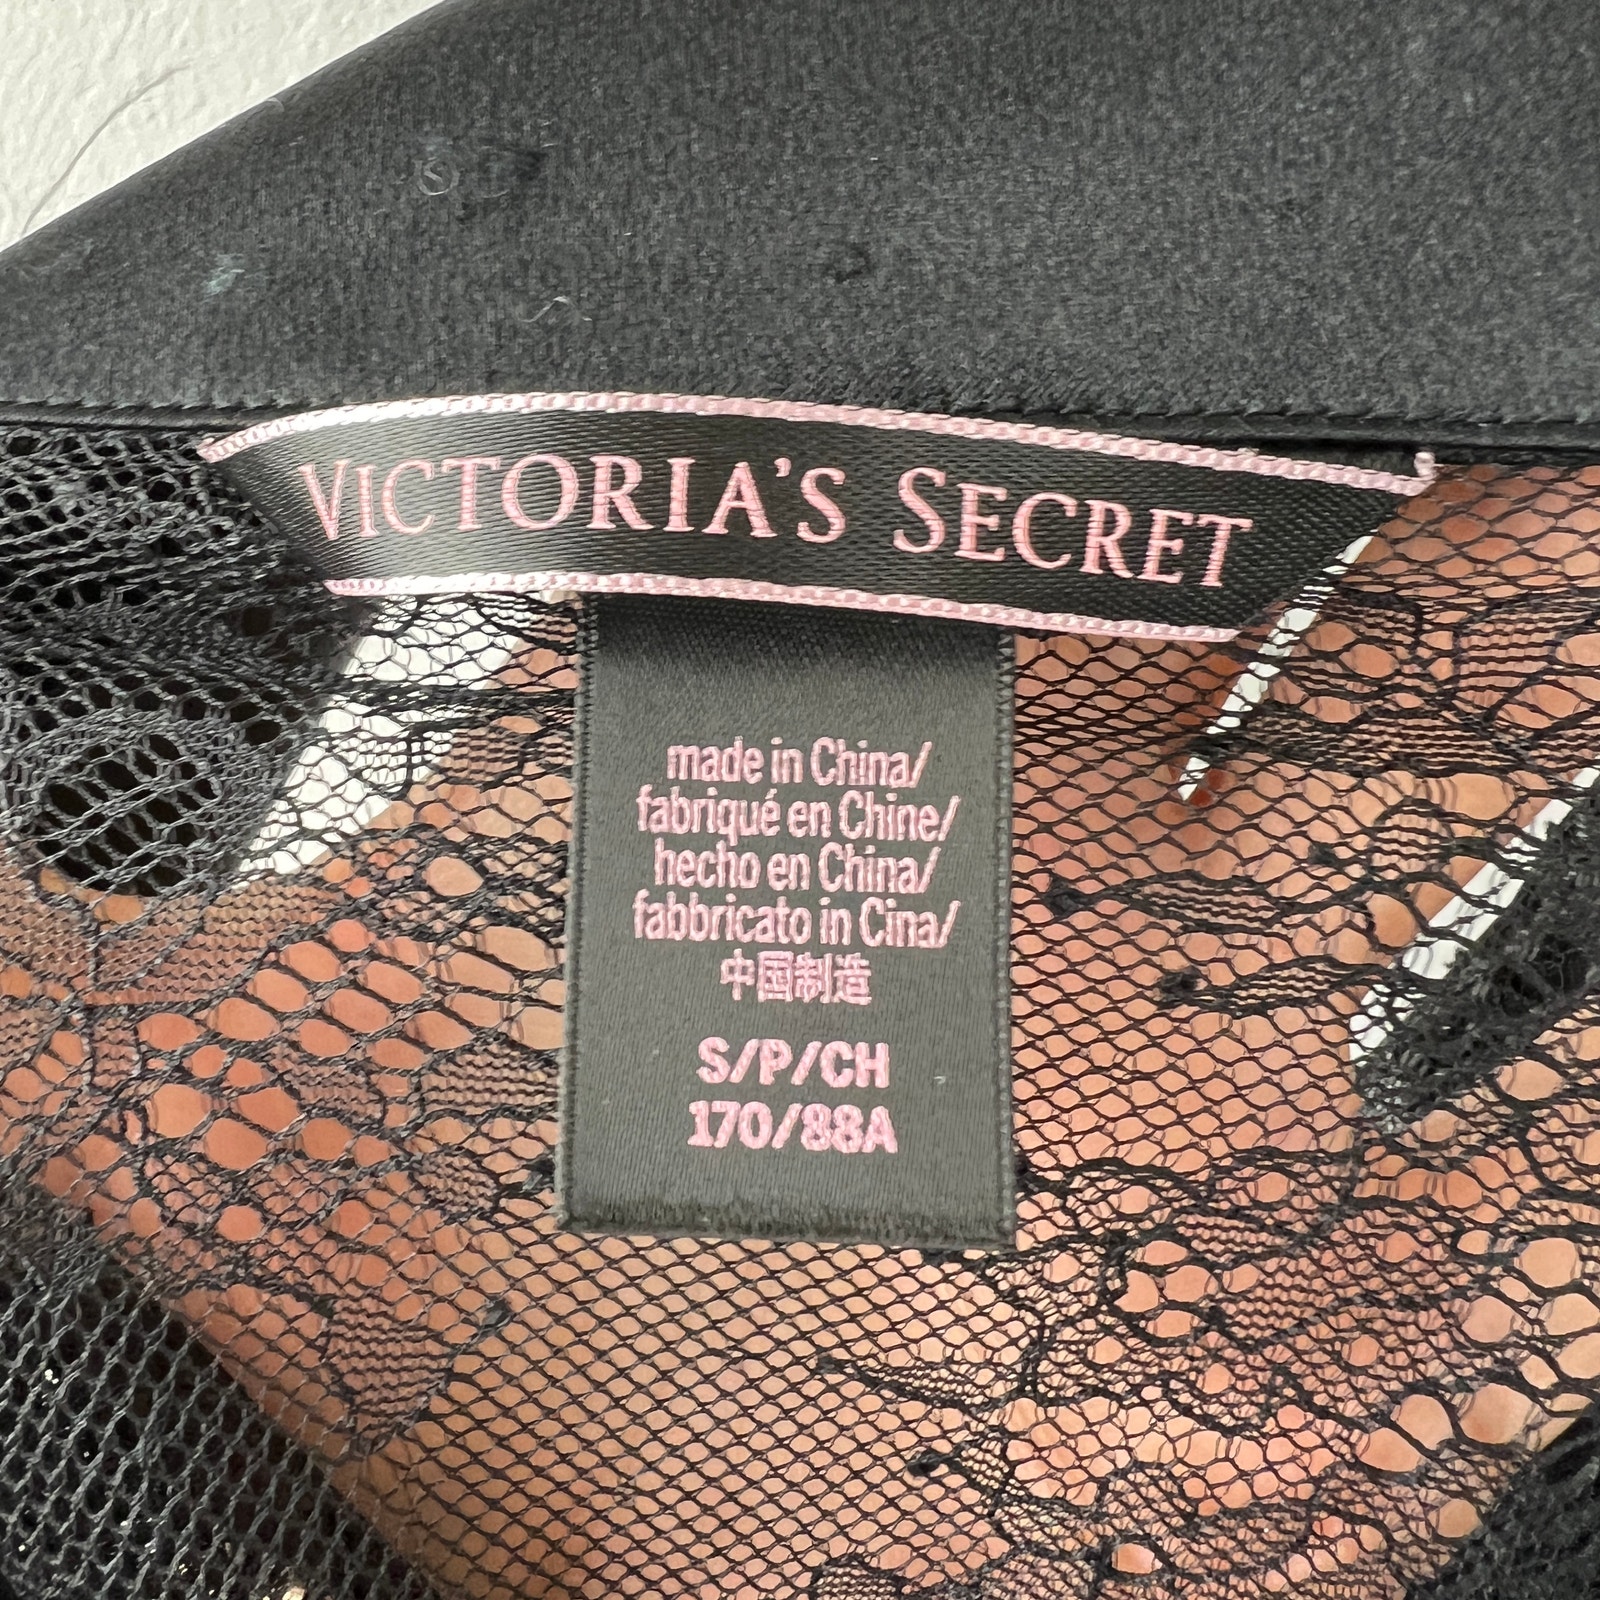 VICTORIA'S SECRET
made in China/
fabriqué en Chine/
hecho en China/
fabbricato in Cina/
中国制造
S/P/CH
170/88A